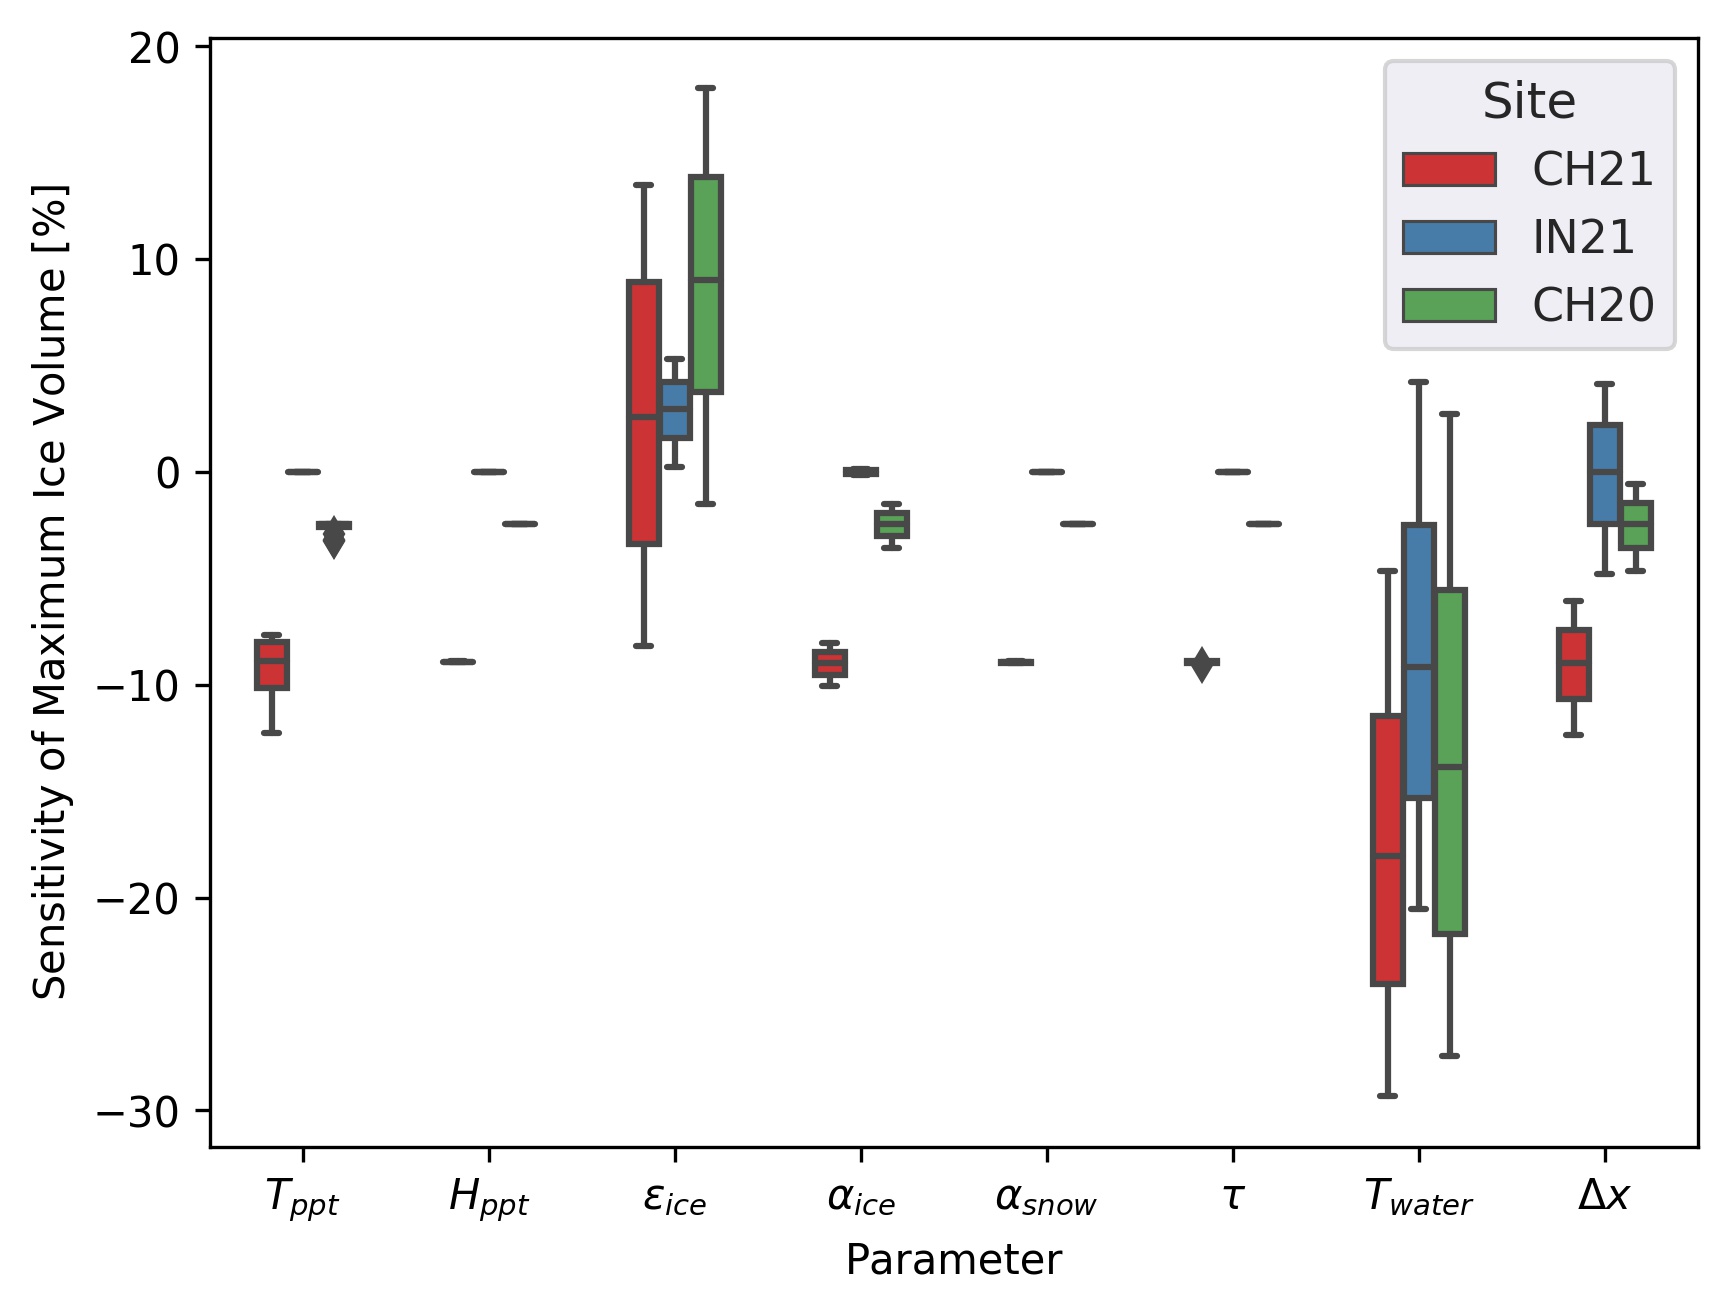 Sensitivity of Maximum Ice Volume [%]
20
10
0
−10
−20
−30
Site
CH21
IN21
CH20
T_ppt H_ppt ε_ice α_ice α_snow τ T_water Δx
Parameter